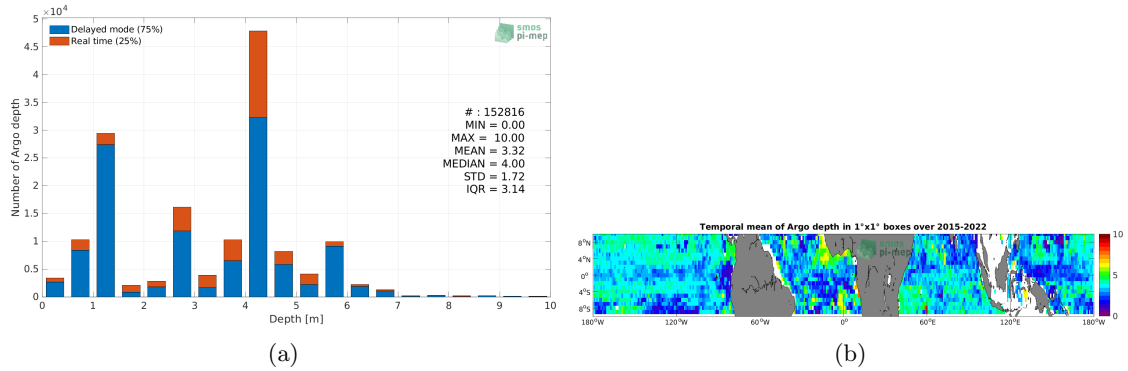 ×10⁴
Delayed mode (75%)
Real time (25%)
smos
pi-mep
5
4.5
4
3.5
3
2.5
2
1.5
1
0.5
0
Number of Argo depth
# : 152816
MIN = 0.00
MAX = 10.00
MEAN = 3.32
MEDIAN = 4.00
STD = 1.72
IQR = 3.14
0 1 2 3 4 5 6 7 8 9 10
Depth [m]
(a)
Temporal mean of Argo depth in 1°x1° boxes over 2015-2022
smos
pi-mep
8°N
4°N
0°
4°S
8°S
180°W 120°W 60°W 0° 60°E 120°E 180°W
10
5
0
(b)